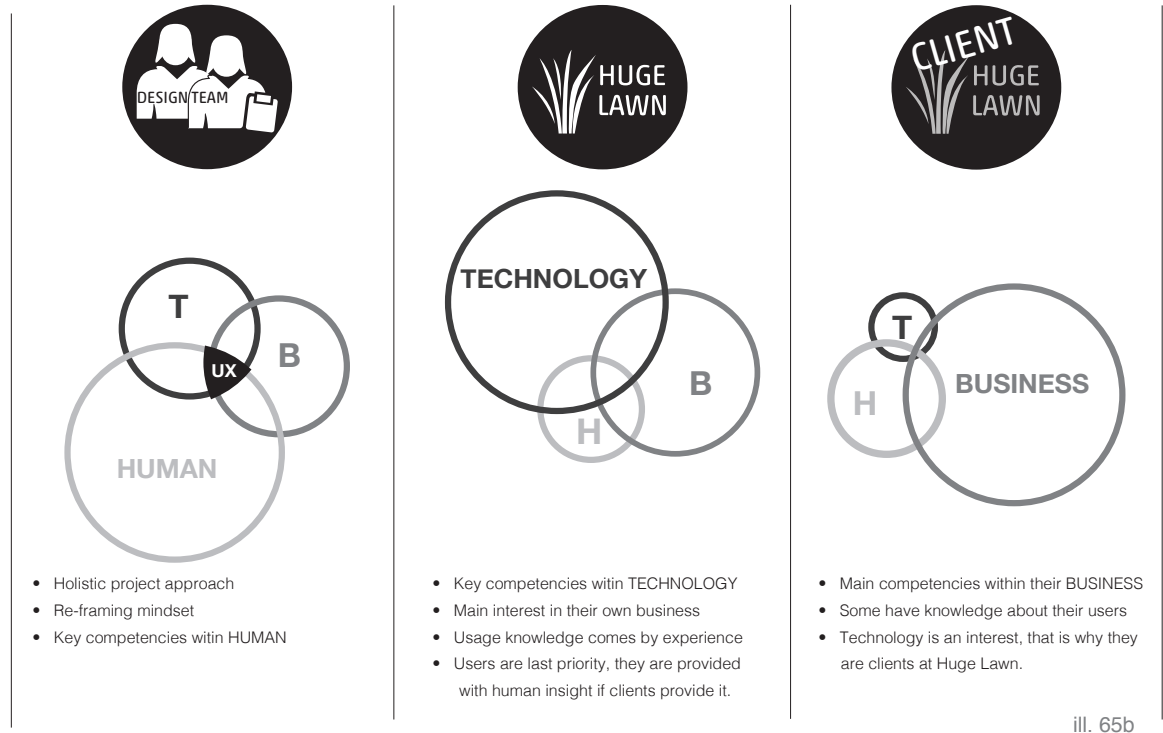 DESIGN TEAM
T
B
UX
HUMAN
• Holistic project approach
• Re-framing mindset
• Key competencies witin HUMAN
HUGE
LAWN
TECHNOLOGY
B
H
• Key competencies witin TECHNOLOGY
• Main interest in their own business
• Usage knowledge comes by experience
• Users are last priority, they are provided
with human insight if clients provide it.
CLIENT
HUGE
LAWN
T
H
BUSINESS
• Main competencies within their BUSINESS
• Some have knowledge about their users
• Technology is an interest, that is why they
are clients at Huge Lawn.
ill. 65b